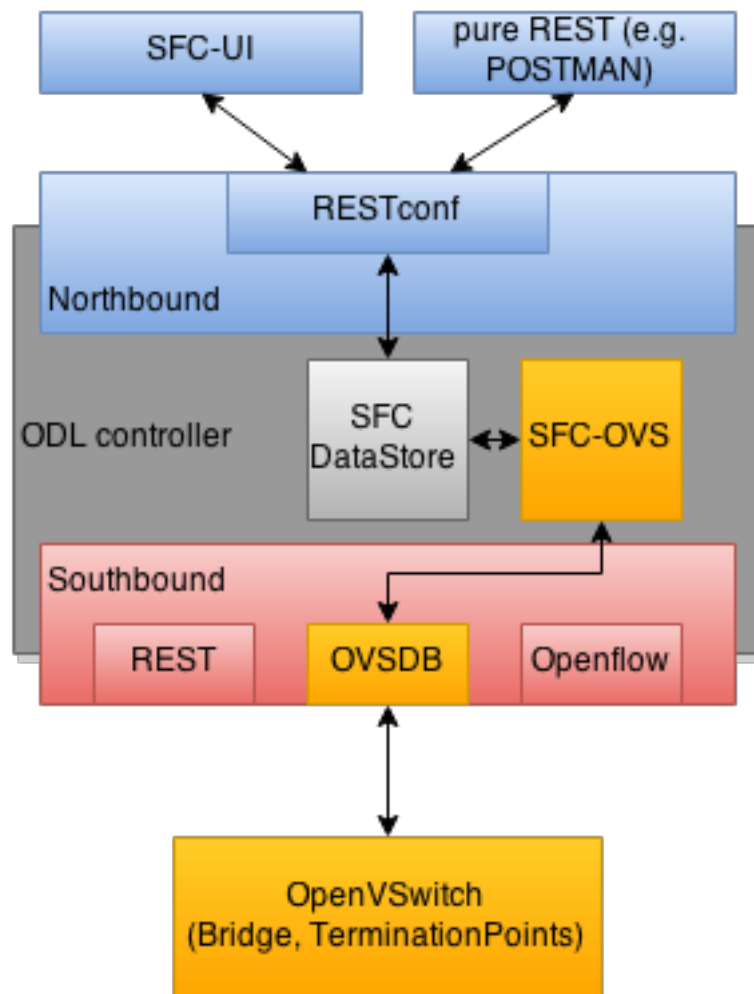 SFC-UI
pure REST (e.g.
POSTMAN)
RESTconf
Northbound
ODL controller
SFC
DataStore
SFC-OVS
Southbound
REST
OVSDB
Openflow
OpenVSwitch
(Bridge, TerminationPoints)